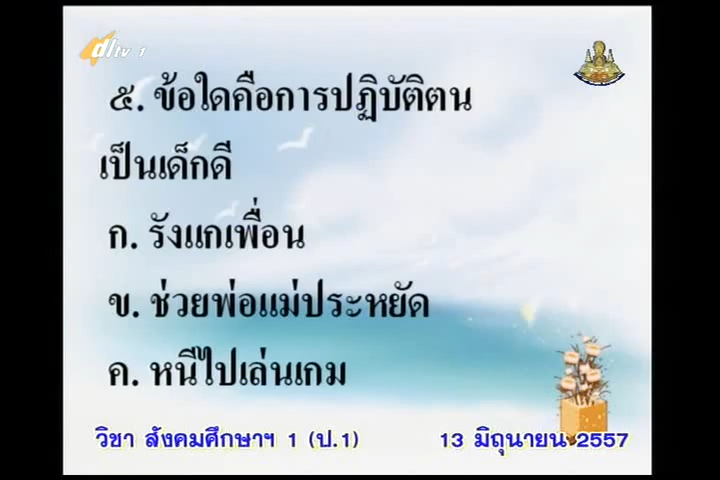 dltv 1
๕. ข้อใดคือการปฏิบัติตน
เป็นเด็กดี
ก. รังแกเพื่อน
ข. ช่วยพ่อแม่ประหยัด
ค. หนีไปเล่นเกม
วิชา สังคมศึกษาฯ 1 (ป.1) 13 มิถุนายน 2557